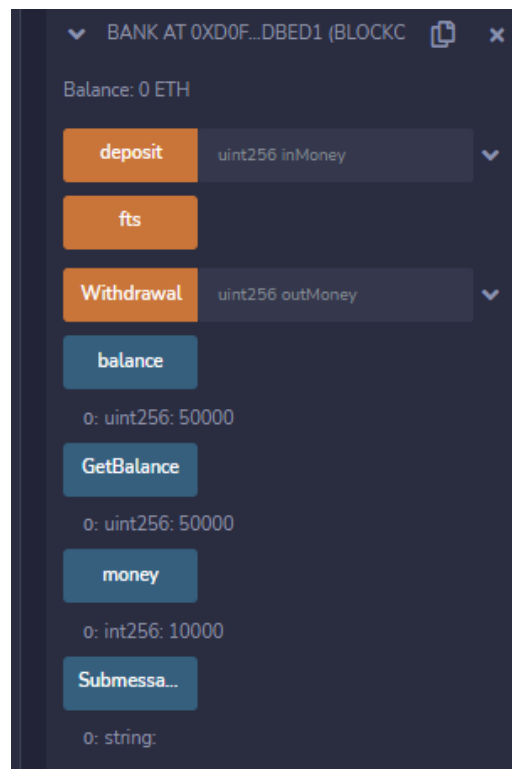 BANK AT 0XD0F...DBED1 (BLOCKC
Balance: 0 ETH
deposit uint256 inMoney
fts
Withdrawal uint256 outMoney
balance
0: uint256: 50000
GetBalance
0: uint256: 50000
money
0: int256: 10000
Submessa...
0: string: